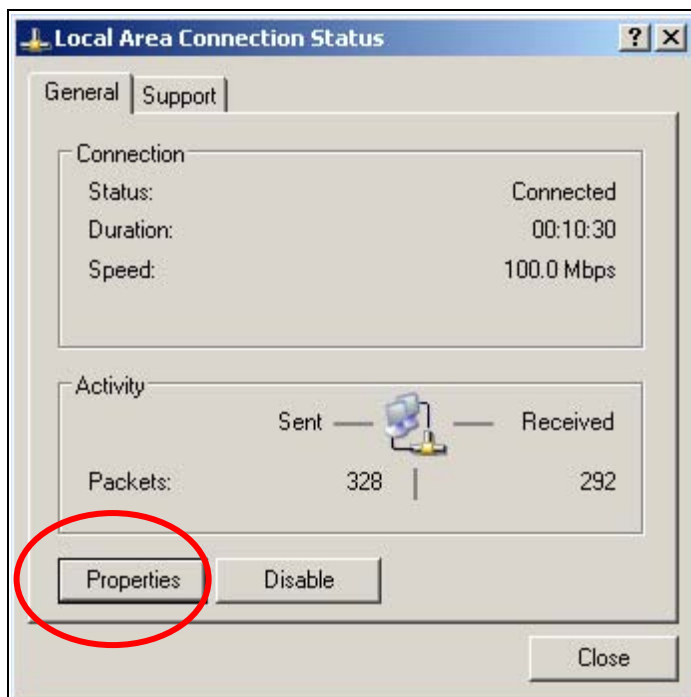 Local Area Connection Status
General Support
Connection
Status: Connected
Duration: 00:10:30
Speed: 100.0 Mbps
Activity
Sent Received
Packets: 328 292
Properties Disable
Close